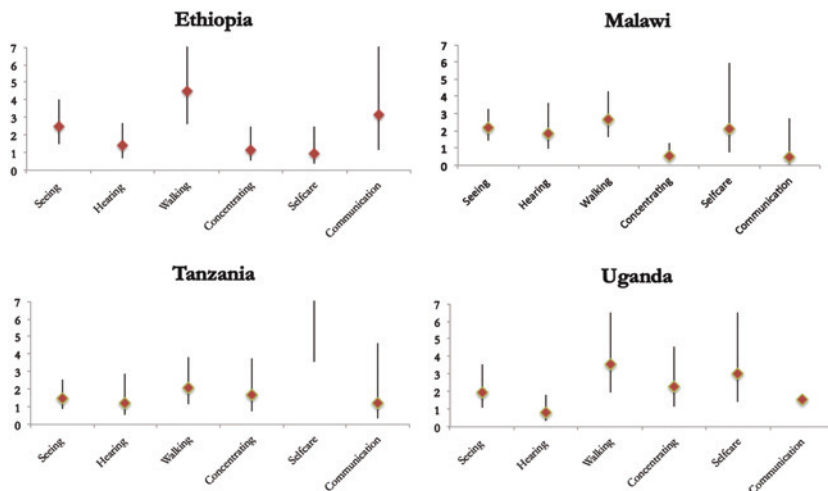 Ethiopia
7
6
5
4
3
2
1
0
Seeing
Hearing
Walking
Concentrating
Selfcare
Communication
Malawi
7
6
5
4
3
2
1
0
Seeing
Hearing
Walking
Concentrating
Selfcare
Communication
Tanzania
7
6
5
4
3
2
1
0
Seeing
Hearing
Walking
Concentrating
Selfcare
Communication
Uganda
7
6
5
4
3
2
1
0
Seeing
Hearing
Walking
Concentrating
Selfcare
Communication